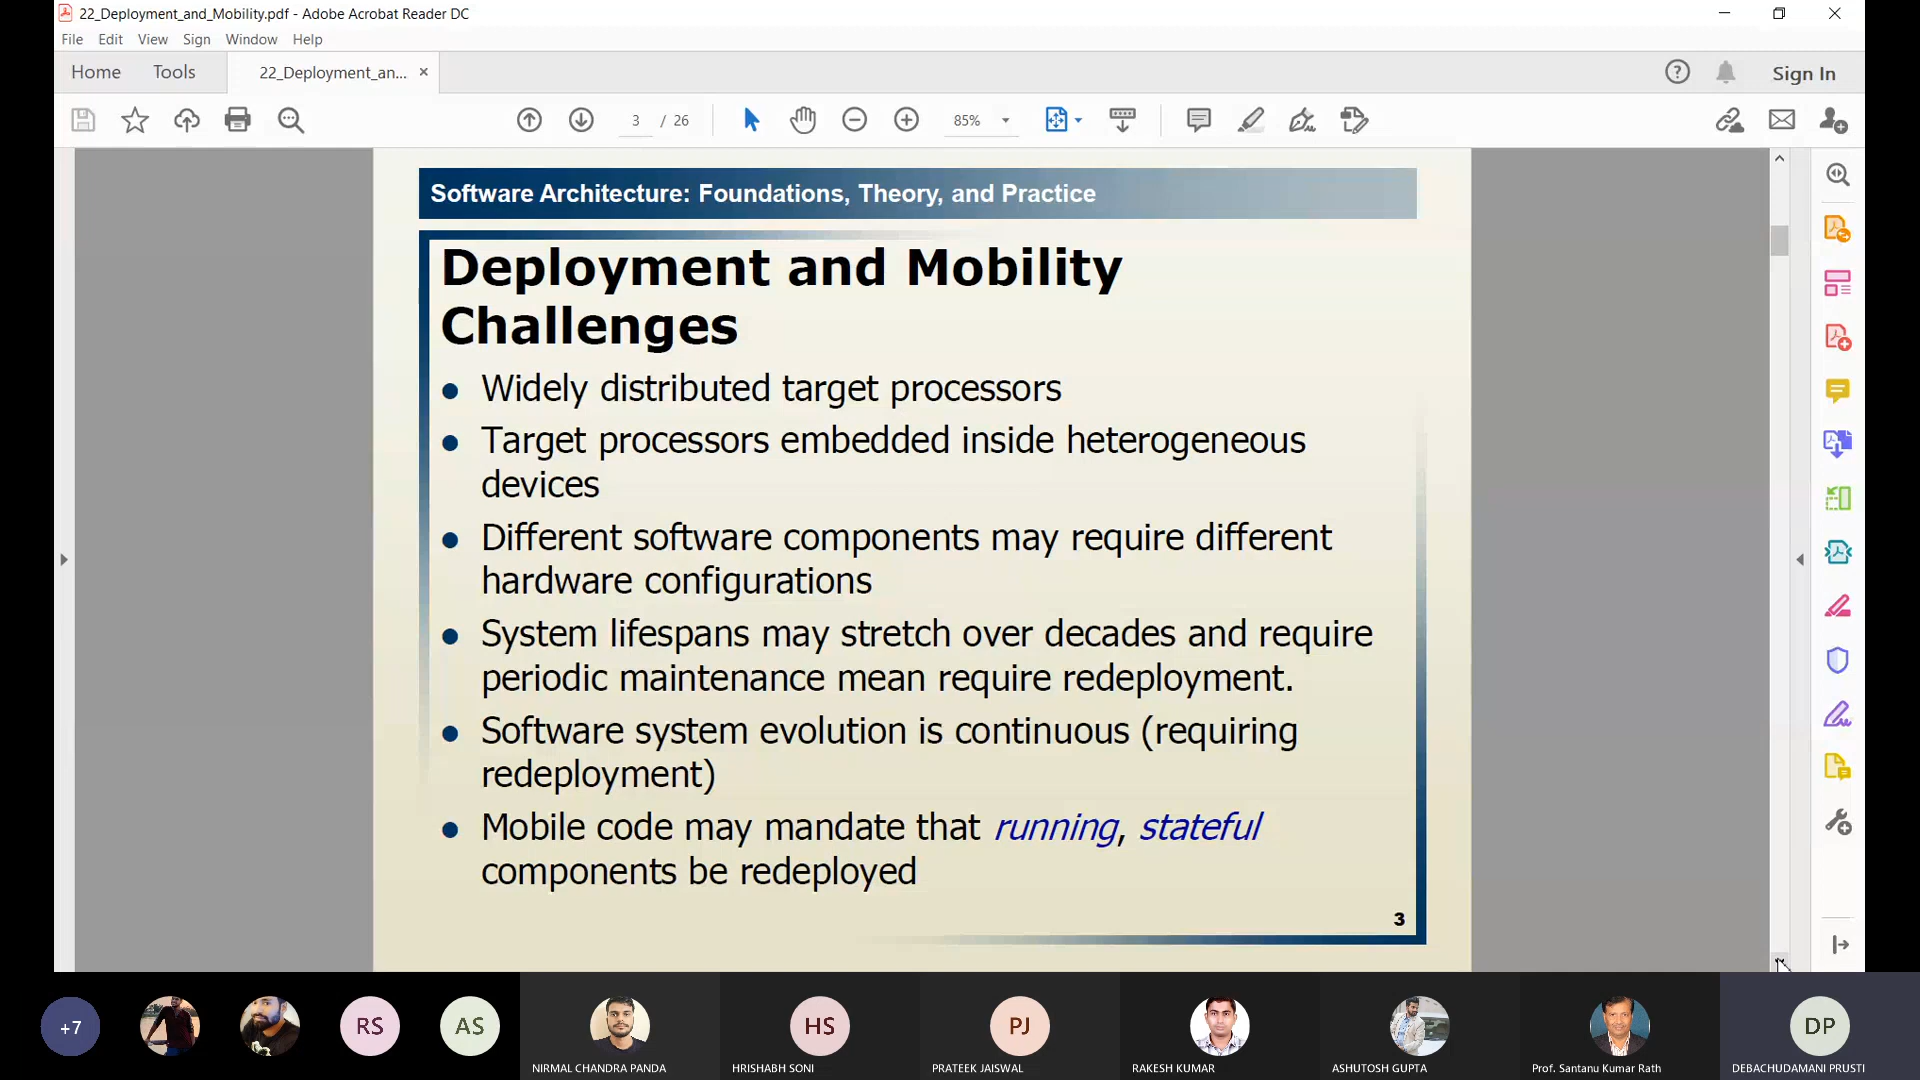 22_Deployment_and_Mobility.pdf - Adobe Acrobat Reader DC
File Edit View Sign Window Help
Home Tools 22_Deployment_an... × Sign In
3 / 26 85%
Software Architecture: Foundations, Theory, and Practice
Deployment and Mobility
Challenges
● Widely distributed target processors
● Target processors embedded inside heterogeneous
devices
● Different software components may require different
hardware configurations
● System lifespans may stretch over decades and require
periodic maintenance mean require redeployment.
● Software system evolution is continuous (requiring
redeployment)
● Mobile code may mandate that running, stateful
components be redeployed
3
+7 RS AS HS PJ DP
NIRMAL CHANDRA PANDA HRISHABH SONI PRATEEK JAISWAL RAKESH KUMAR ASHUTOSH GUPTA Prof. Santanu Kumar Rath DEBACHUDAMANI PRUSTI